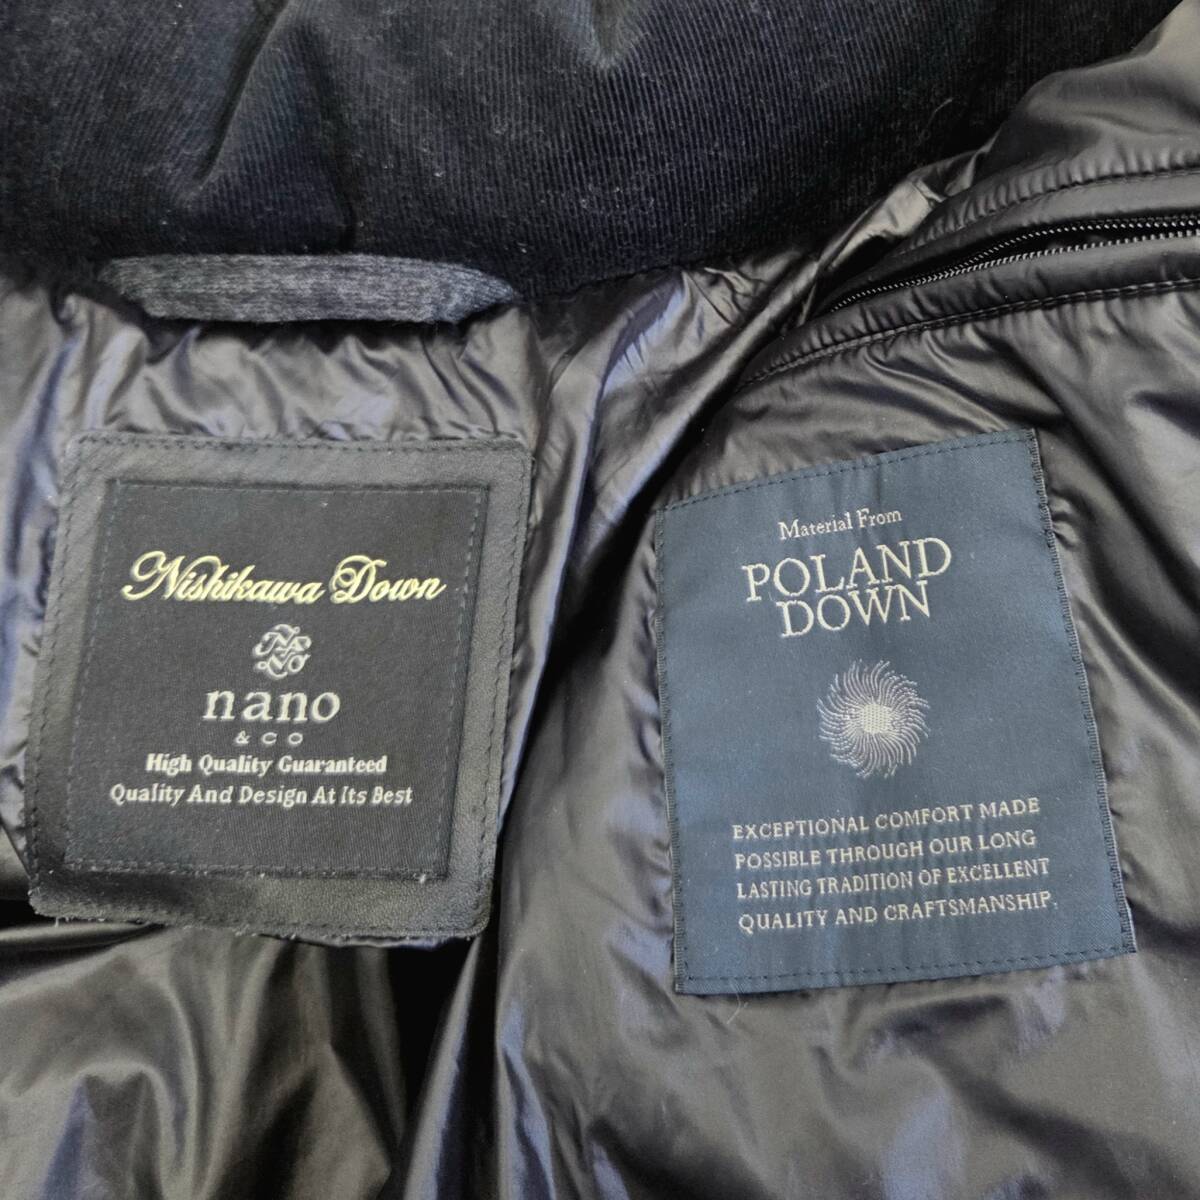 Nishikawa Down
nano
& CO
High Quality Guaranteed
Quality And Design At Its Best
Material From
POLAND
DOWN
EXCEPTIONAL COMFORT MADE
POSSIBLE THROUGH OUR LONG
LASTING TRADITION OF EXCELLENT
QUALITY AND CRAFTSMANSHIP.